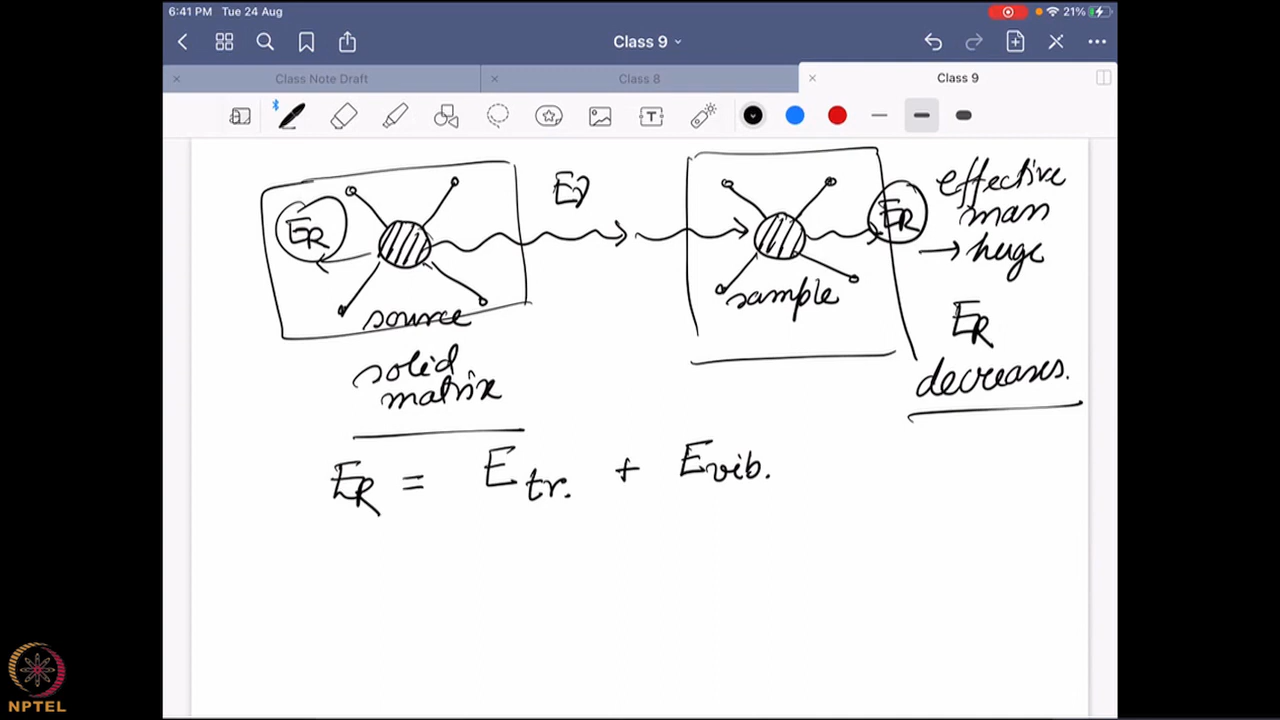 6:41 PM Tue 24 Aug
21%
Class 9
Class Note Draft
Class 8
Class 9
T
ER
Eγ
ER
effective
mass
→ huge
source
sample
solid
matrix
ER
decreases.
ER = Etr. + Evib.
NPTEL